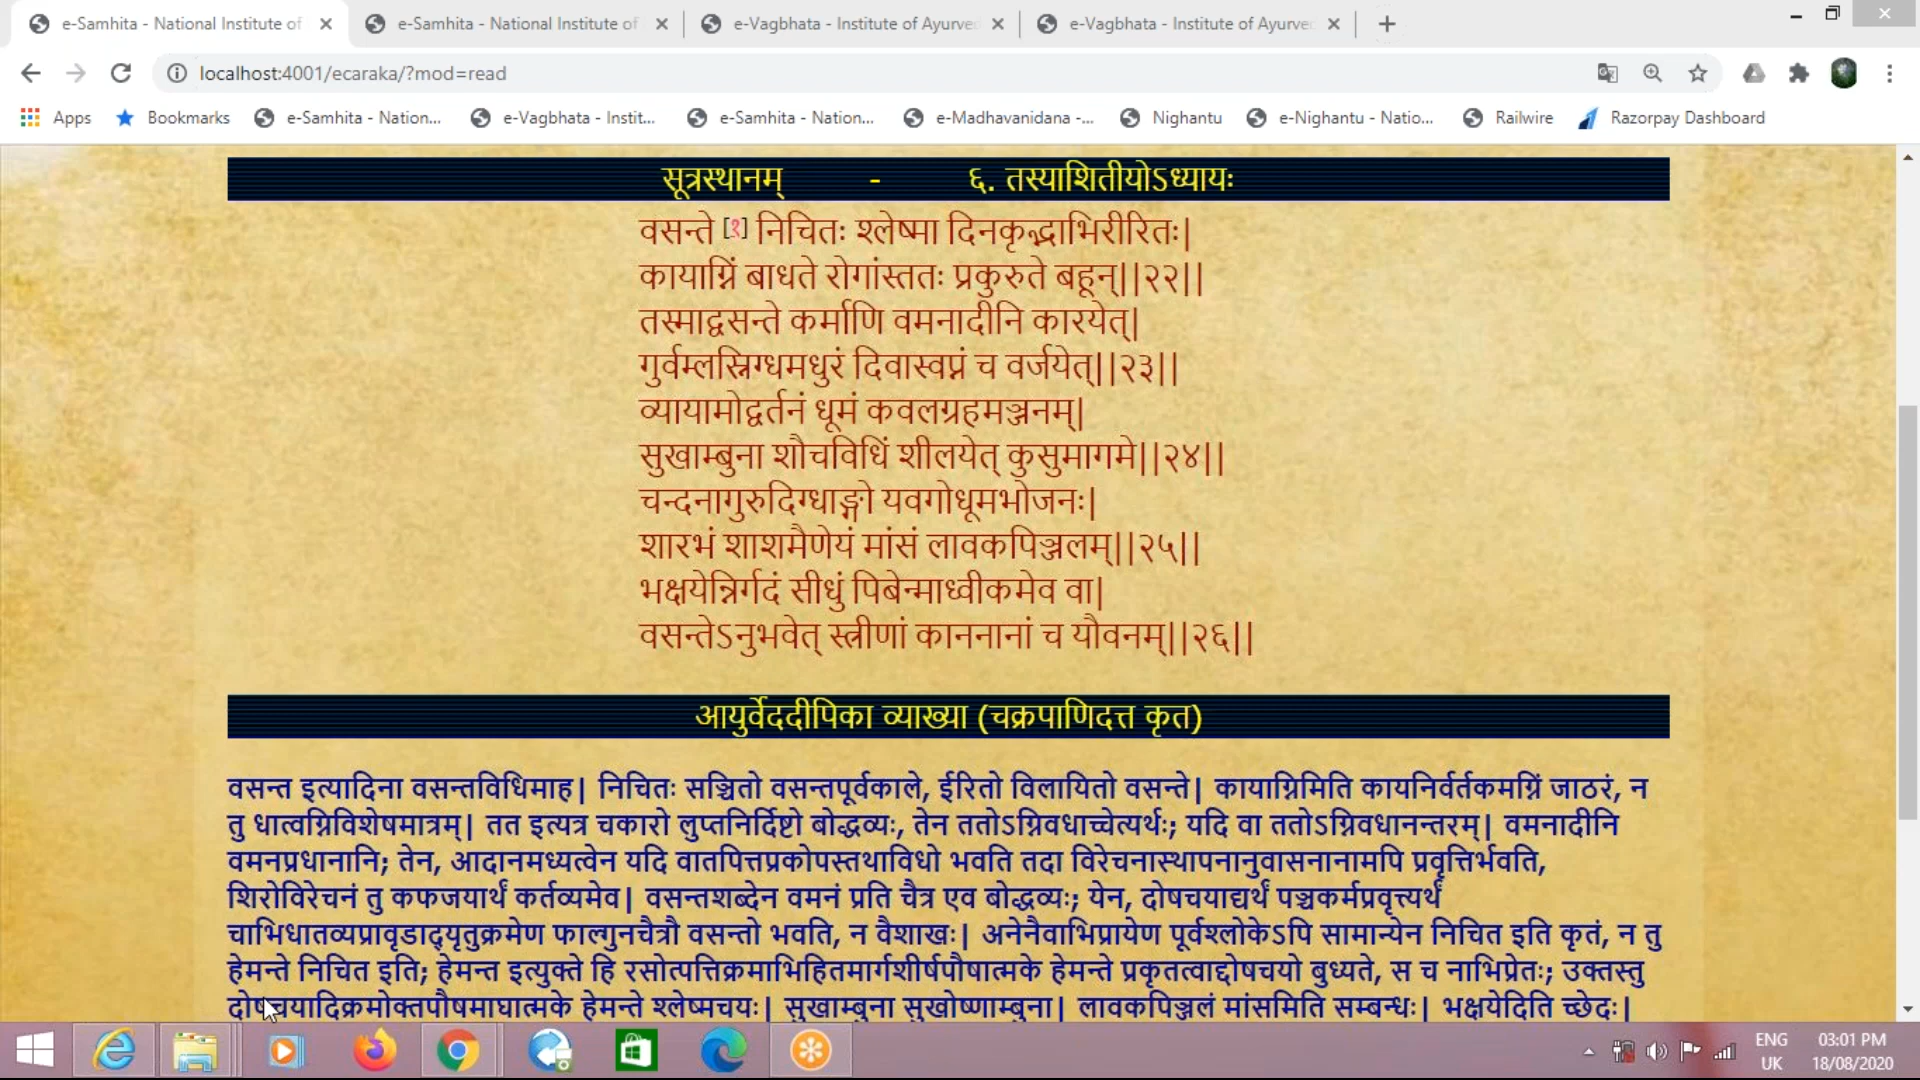 e-Samhita - National Institute of
e-Samhita - National Institute of
e-Vagbhata - Institute of Ayurved
e-Vagbhata - Institute of Ayurved
localhost:4001/ecaraka/?mod=read
Apps
Bookmarks
e-Samhita - Nation...
e-Vagbhata - Instit...
e-Samhita - Nation...
e-Madhavanidana -...
Nighantu
e-Nighantu - Natio...
Railwire
Razorpay Dashboard
सूत्रस्थानम् - ६. तस्याशितीयोऽध्यायः
वसन्ते [१] निचितः श्लेष्मा दिनकृद्भाभिरीरितः|
कायाग्निं बाधते रोगांस्ततः प्रकुरुते बहून्||२२||
तस्माद्वसन्ते कर्माणि वमनादीनि कारयेत्|
गुर्वम्लस्निग्धमधुरं दिवास्वप्नं च वर्जयेत्||२३||
व्यायामोद्वर्तनं धूमं कवलग्रहमञ्जनम्|
सुखाम्बुना शौचविधिं शीलयेत् कुसुमागमे||२४||
चन्दनागुरुदिग्धाङ्गो यवगोधूमभोजनः|
शारभं शाशमैणेयं मांसं लावकपिञ्जलम्||२५||
भक्षयेन्निर्गदं सीधुं पिबेन्माध्वीकमेव वा|
वसन्तेऽनुभवेत् स्त्रीणां काननानां च यौवनम्||२६||
आयुर्वेददीपिका व्याख्या (चक्रपाणिदत्त कृत)
वसन्त इत्यादिना वसन्तविधिमाह| निचितः सञ्चितो वसन्तपूर्वकाले, ईरितो विलायितो वसन्ते| कायाग्निमिति कायनिर्वर्तकमग्निं जाठरं, न
तु धात्वग्निविशेषमात्रम्| तत इत्यत्र चकारो लुप्तनिर्दिष्टो बोद्धव्यः, तेन ततोऽग्निवधाच्चेत्यर्थः; यदि वा ततोऽग्निवधानन्तरम्| वमनादीनि
वमनप्रधानानि; तेन, आदानमध्यत्वेन यदि वातपित्तप्रकोपस्तथाविधो भवति तदा विरेचनास्थापनानुवासनानामपि प्रवृत्तिर्भवति,
शिरोविरेचनं तु कफजयार्थं कर्तव्यमेव| वसन्तशब्देन वमनं प्रति चैत्र एव बोद्धव्यः; येन, दोषचयाद्यर्थं पञ्चकर्मप्रवृत्त्यर्थं
चाभिधातव्यप्रावृडाद्यृतुक्रमेण फाल्गुनचैत्रौ वसन्तो भवति, न वैशाखः| अनेनैवाभिप्रायेण पूर्वश्लोकेऽपि सामान्येन निचित इति कृतं, न तु
हेमन्ते निचित इति; हेमन्त इत्युक्ते हि रसोत्पत्तिक्रमाभिहितमार्गशीर्षपौषात्मके हेमन्ते प्रकृतत्वाद्दोषचयो बुध्यते, स च नाभिप्रेतः; उक्तस्तु
दोषचयादिक्रमोक्तपौषमाघात्मके हेमन्ते श्लेष्मचयः| सुखाम्बुना सुखोष्णाम्बुना| लावकपिञ्जलं मांसमिति सम्बन्धः| भक्षयेदिति च्छेदः|
ENG
UK
03:01 PM
18/08/2020